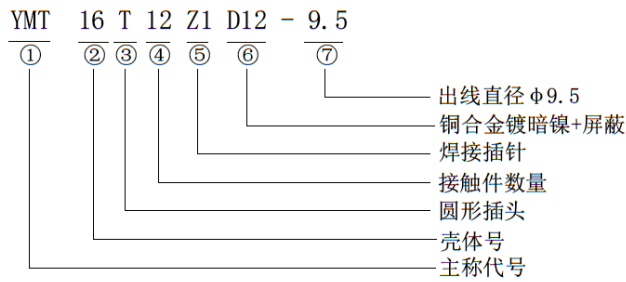 YMT 16 T 12 Z1 D12 - 9.5
① ② ③ ④ ⑤ ⑥ ⑦
出线直径φ9.5
铜合金镀暗镍+屏蔽
焊接插针
接触件数量
圆形插头
壳体号
主称代号